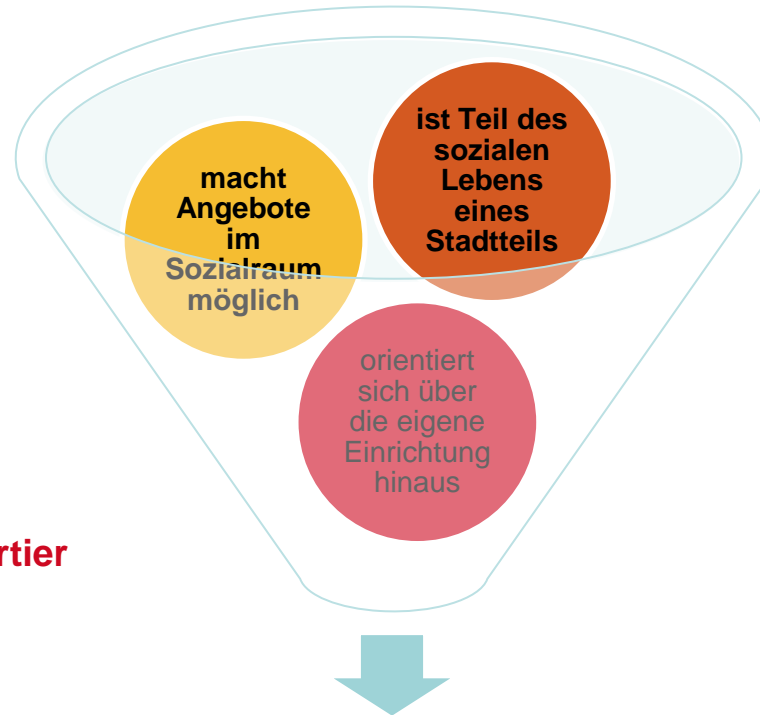 ist Teil des
sozialen
Lebens
eines
Stadtteils
macht
Angebote
im
Sozialraum
möglich
orientiert
sich über
die eigene
Einrichtung
hinaus
rtier